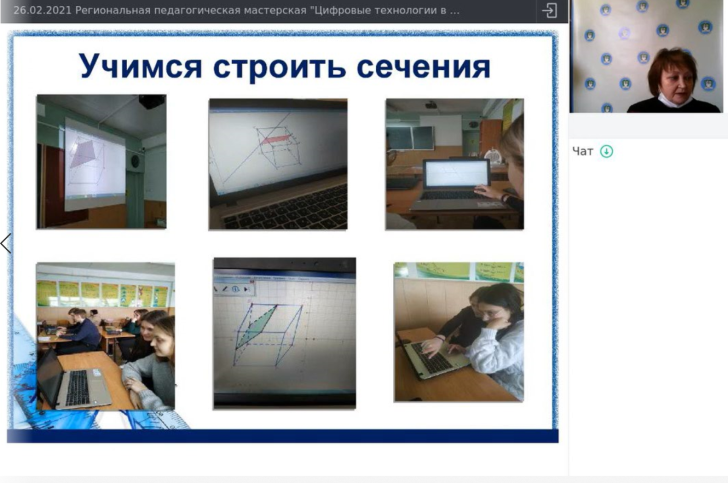 26.02.2021 Региональная педагогическая мастерская "Цифровые технологии в ...
Учимся строить сечения
Чат